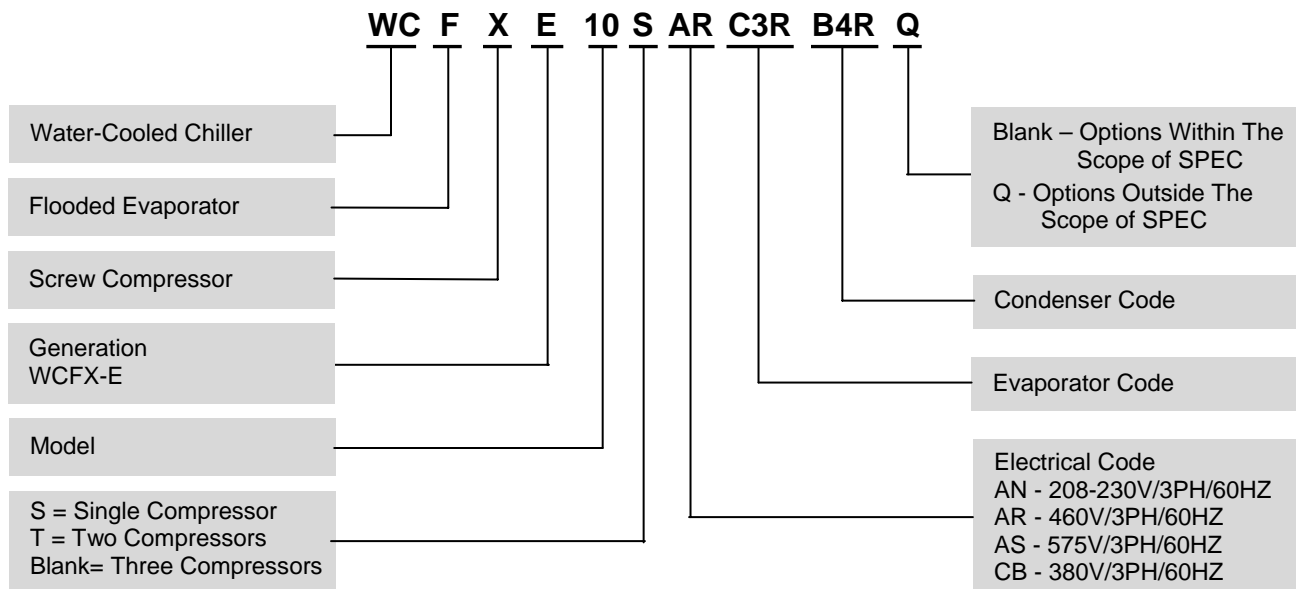 WC F X E 10 S AR C3R B4R Q
Water-Cooled Chiller
Flooded Evaporator
Screw Compressor
Generation
WCFX-E
Model
S = Single Compressor
T = Two Compressors
Blank= Three Compressors
Blank – Options Within The
Scope of SPEC
Q - Options Outside The
Scope of SPEC
Condenser Code
Evaporator Code
Electrical Code
AN - 208-230V/3PH/60HZ
AR - 460V/3PH/60HZ
AS - 575V/3PH/60HZ
CB - 380V/3PH/60HZ